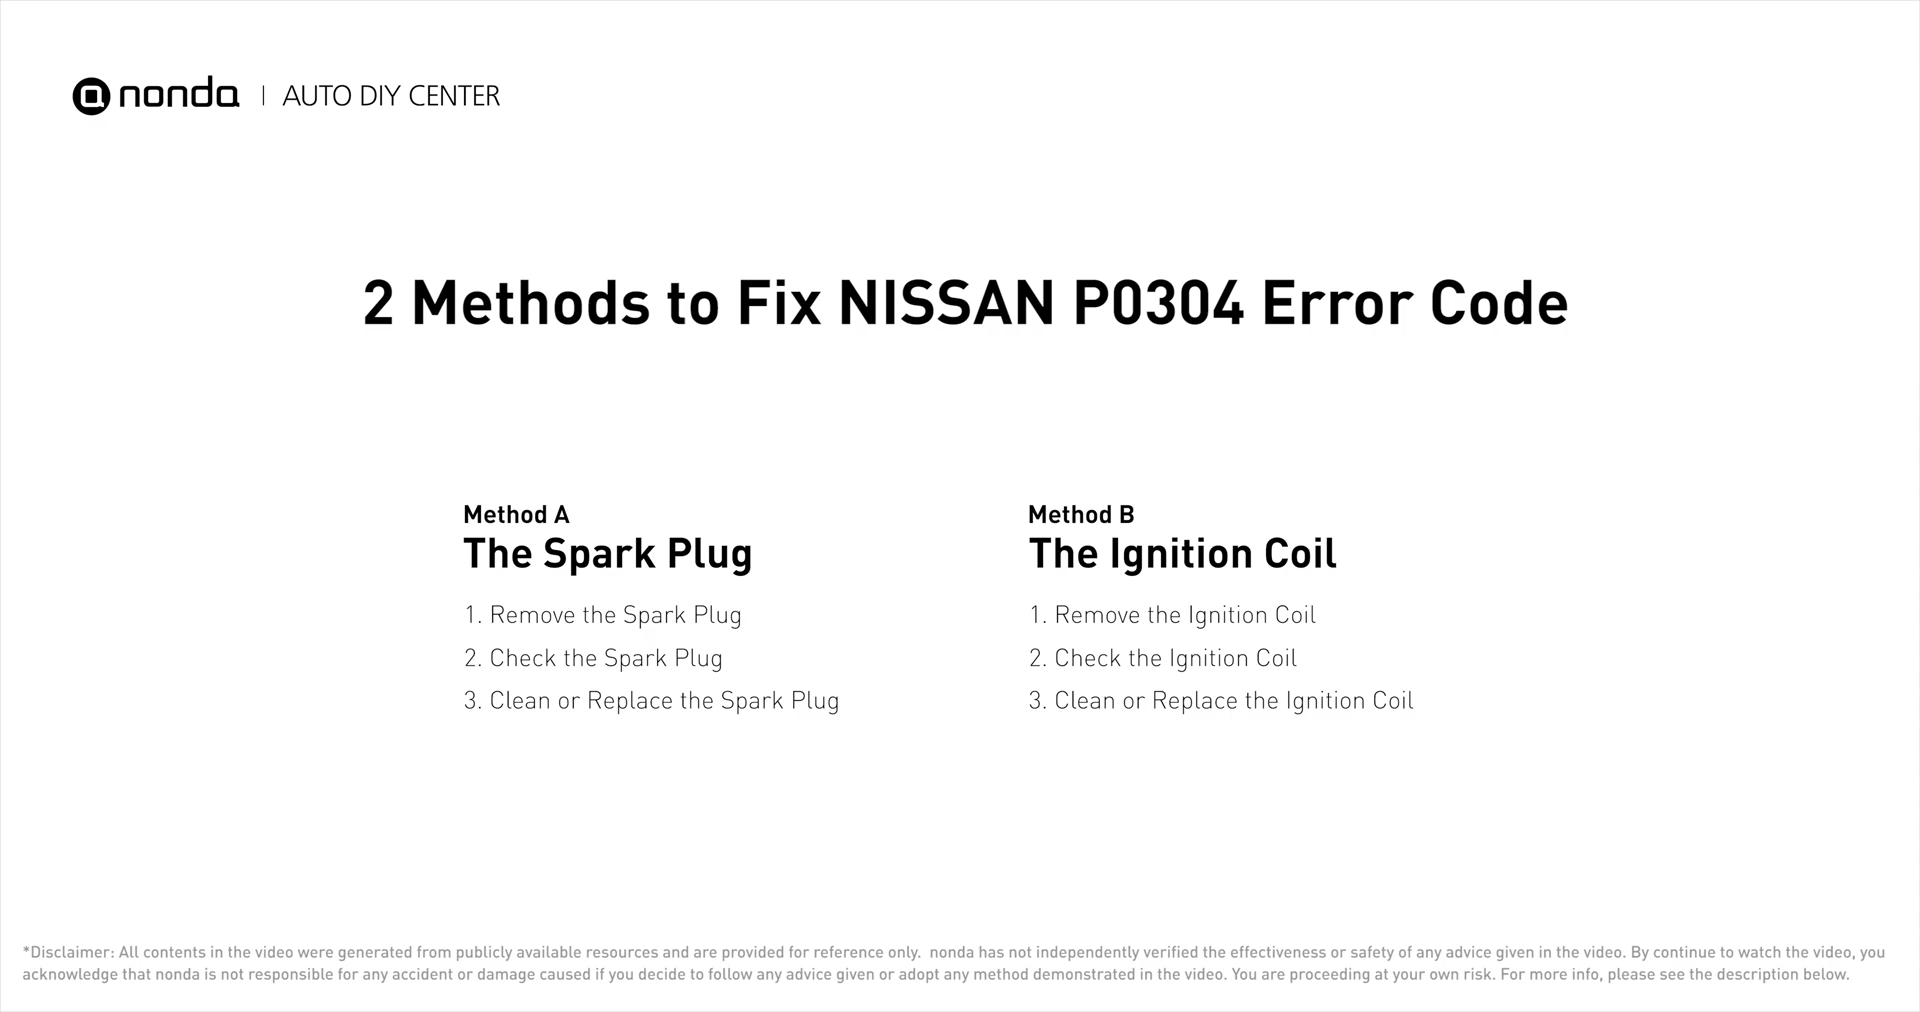 nonda | AUTO DIY CENTER
2 Methods to Fix NISSAN P0304 Error Code
Method A
The Spark Plug
1. Remove the Spark Plug
2. Check the Spark Plug
3. Clean or Replace the Spark Plug
Method B
The Ignition Coil
1. Remove the Ignition Coil
2. Check the Ignition Coil
3. Clean or Replace the Ignition Coil
*Disclaimer: All contents in the video were generated from publicly available resources and are provided for reference only.  nonda has not independently verified the effectiveness or safety of any advice given in the video. By continue to watch the video, you
acknowledge that nonda is not responsible for any accident or damage caused if you decide to follow any advice given or adopt any method demonstrated in the video. You are proceeding at your own risk. For more info, please see the description below.